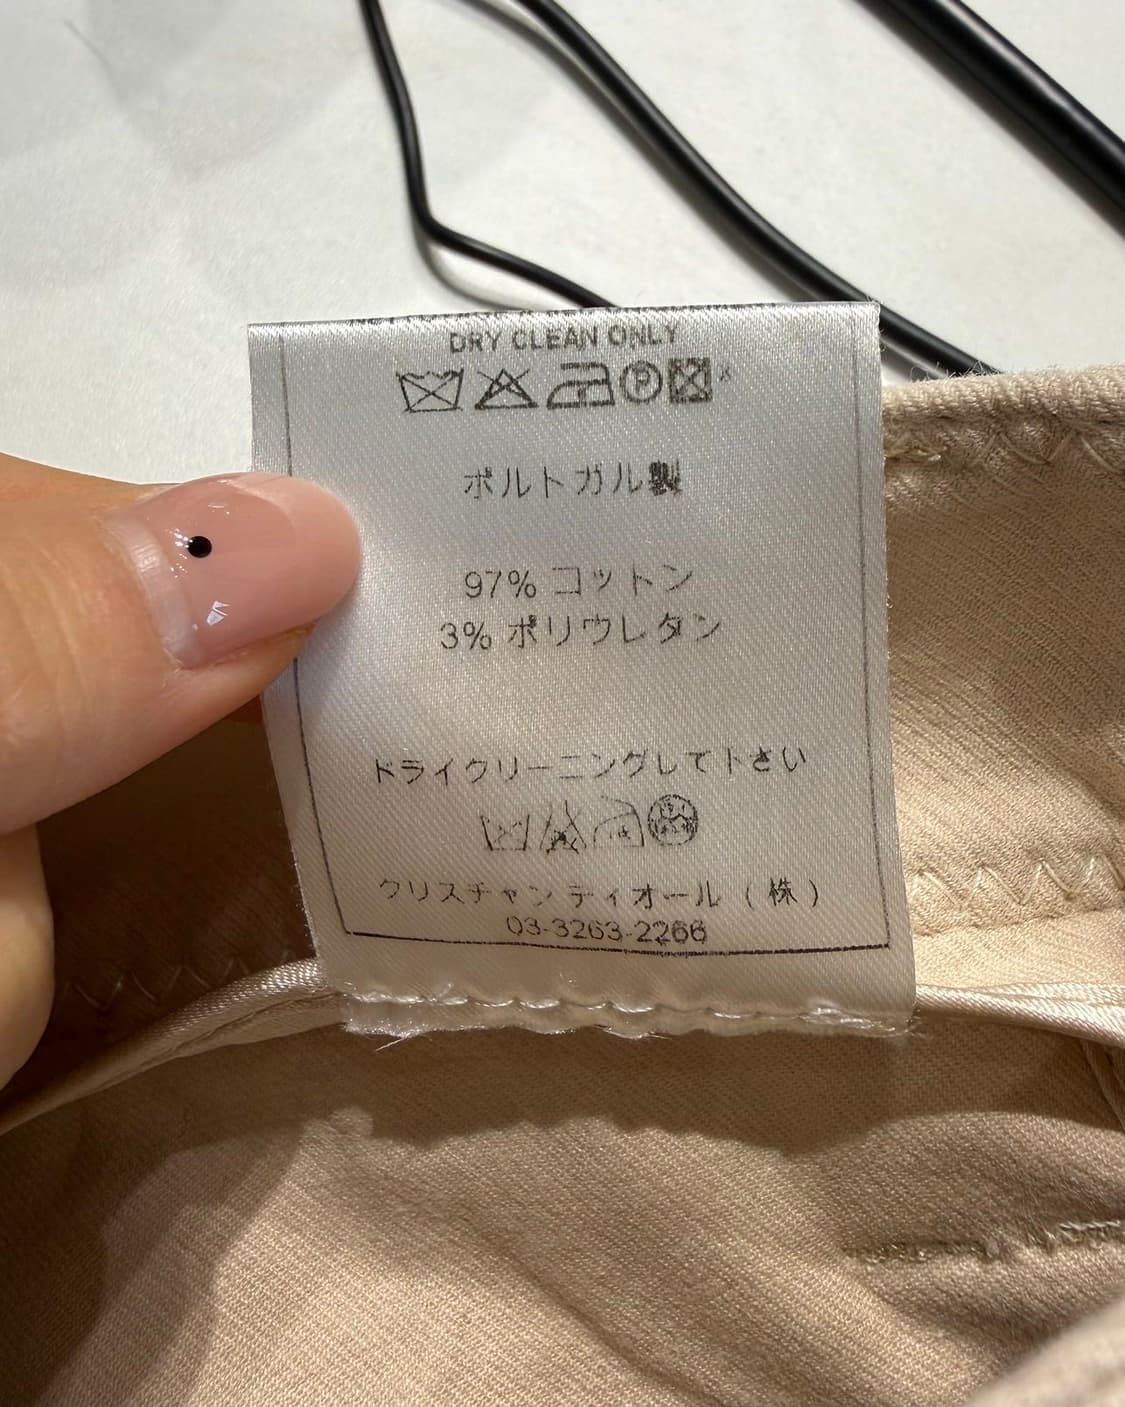 DRY CLEAN ONLY
ポルトガル製
97% コットン
3% ポリウレタン
ドライクリーニングして下さい
クリスチャン ディオール (株)
03-3263-2266